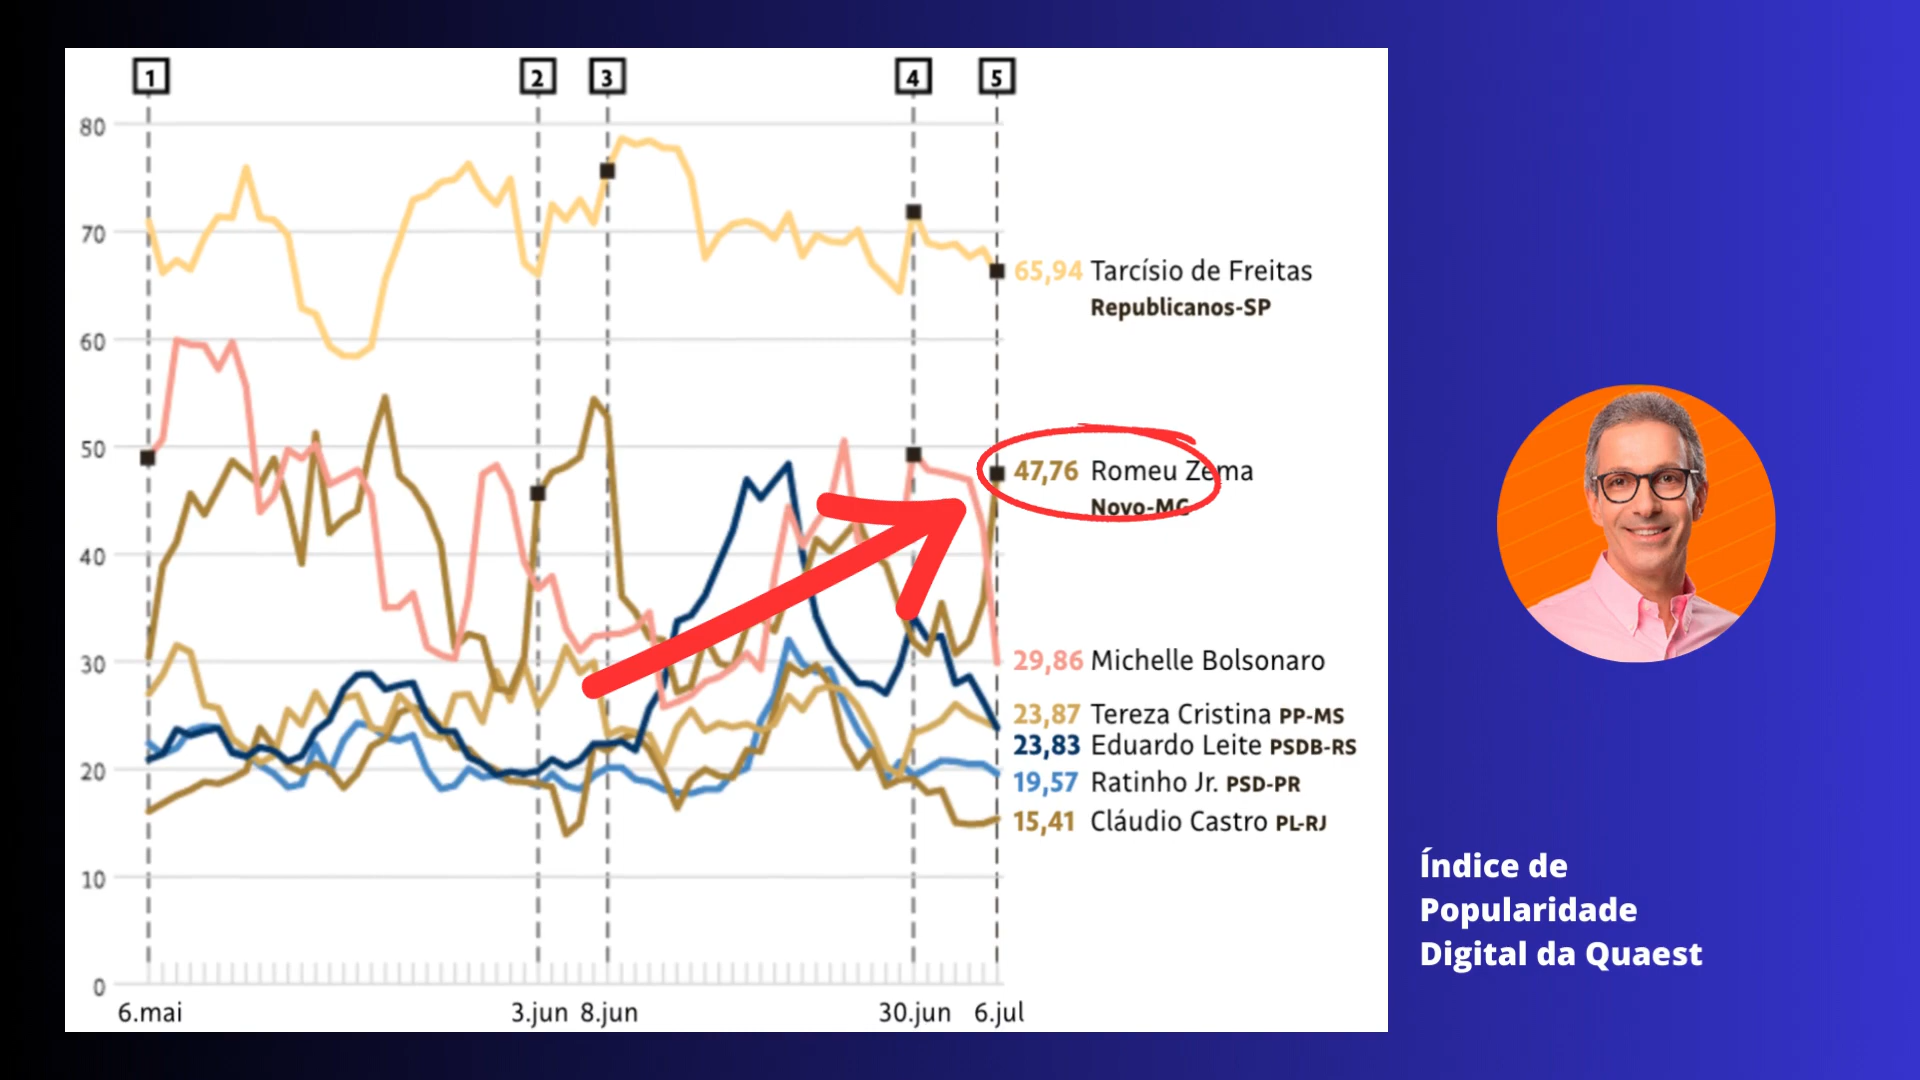 1 2 3 4 5
80
70
60
50
40
30
20
10
0
6.mai 3.jun 8.jun 30.jun 6.jul
65,94 Tarcísio de Freitas
Republicanos-SP
47,76 Romeu Zema
Novo-MG
29,86 Michelle Bolsonaro
23,87 Tereza Cristina PP-MS
23,83 Eduardo Leite PSDB-RS
19,57 Ratinho Jr. PSD-PR
15,41 Cláudio Castro PL-RJ
Índice de
Popularidade
Digital da Quaest